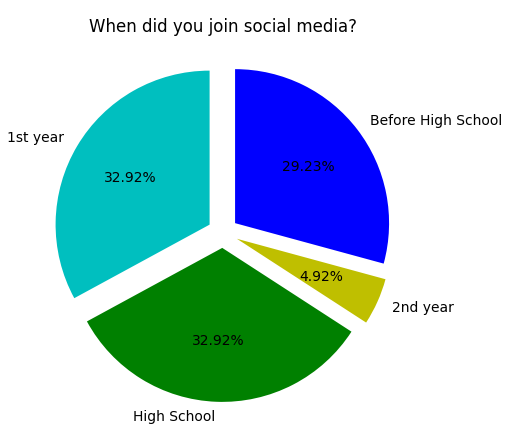 When did you join social media?
Before High School
1st year
29.23%
32.92%
4.92%
2nd year
32.92%
High School